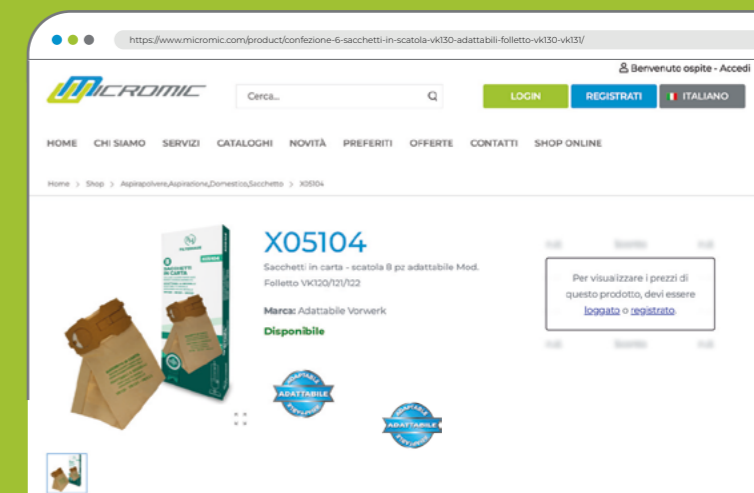 https://www.micromic.com/product/confezione-6-sacchetti-in-scatola-vk130-adattabili-folletto-vk130-vk131/
Benvenuto ospite - Accedi
MICROMIC
Cerca...
LOGIN
REGISTRATI
ITALIANO
HOME CHI SIAMO SERVIZI CATALOGHI NOVITÀ PREFERITI OFFERTE CONTATTI SHOP ONLINE
Home > Shop > Aspirapolvere,Aspirazione,Domestico,Sacchetto > X05104
X05104
Sacchetti in carta - scatola 8 pz adattabile Mod.
Folletto VK120/121/122
Marca: Adattabile Vorwerk
Disponibile
Per visualizzare i prezzi di
questo prodotto, devi essere
loggato o registrato.
SACCHETTI
IN CARTA
ADAPTABLE
ADATTABILE
ADAPTABLE
ADATTABILE